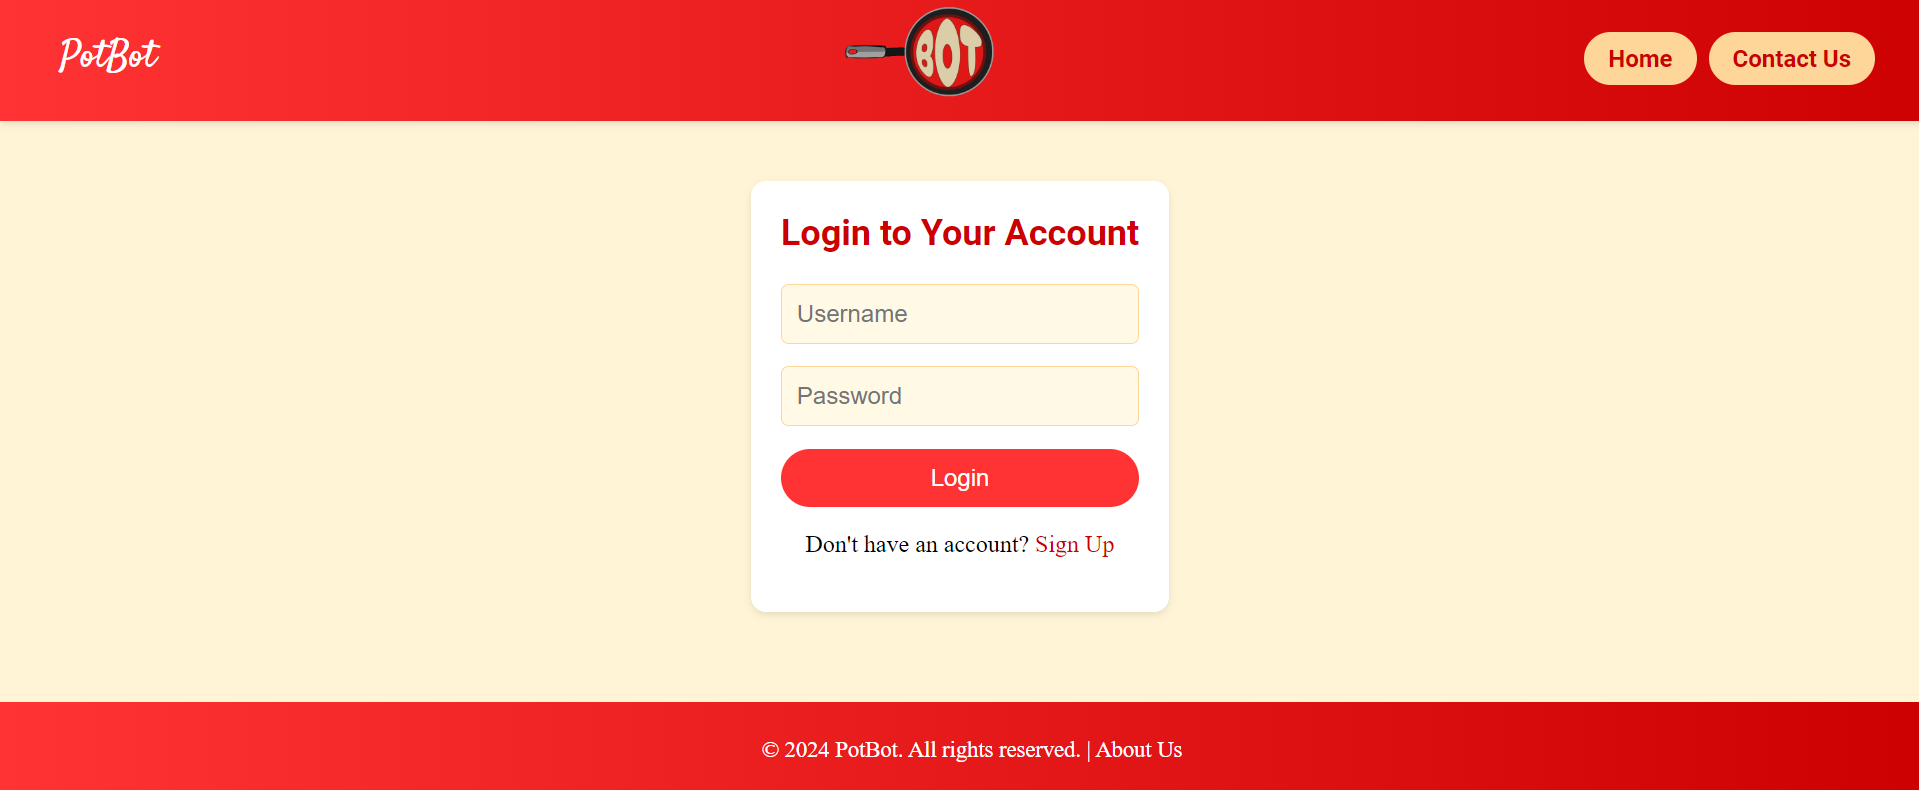 PotBot
BOT
Home
Contact Us
Login to Your Account
Username
Password
Login
Don't have an account? Sign Up
© 2024 PotBot. All rights reserved. | About Us